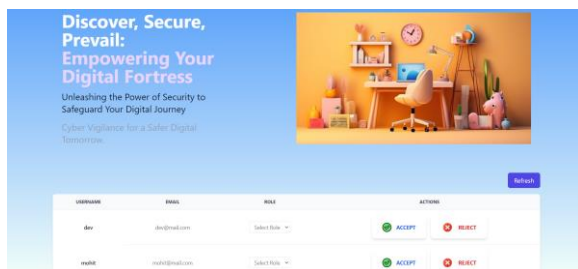 Discover, Secure,
Prevail:
Empowering Your
Digital Fortress
Unleashing the Power of Security to
Safeguard Your Digital Journey
Cyber Vigilance for a Safer Digital
Tomorrow.
Refresh
USERNAME EMAIL ROLE ACTIONS
dev dev@mail.com Select Role ACCEPT REJECT
mohit mohit@mail.com Select Role ACCEPT REJECT